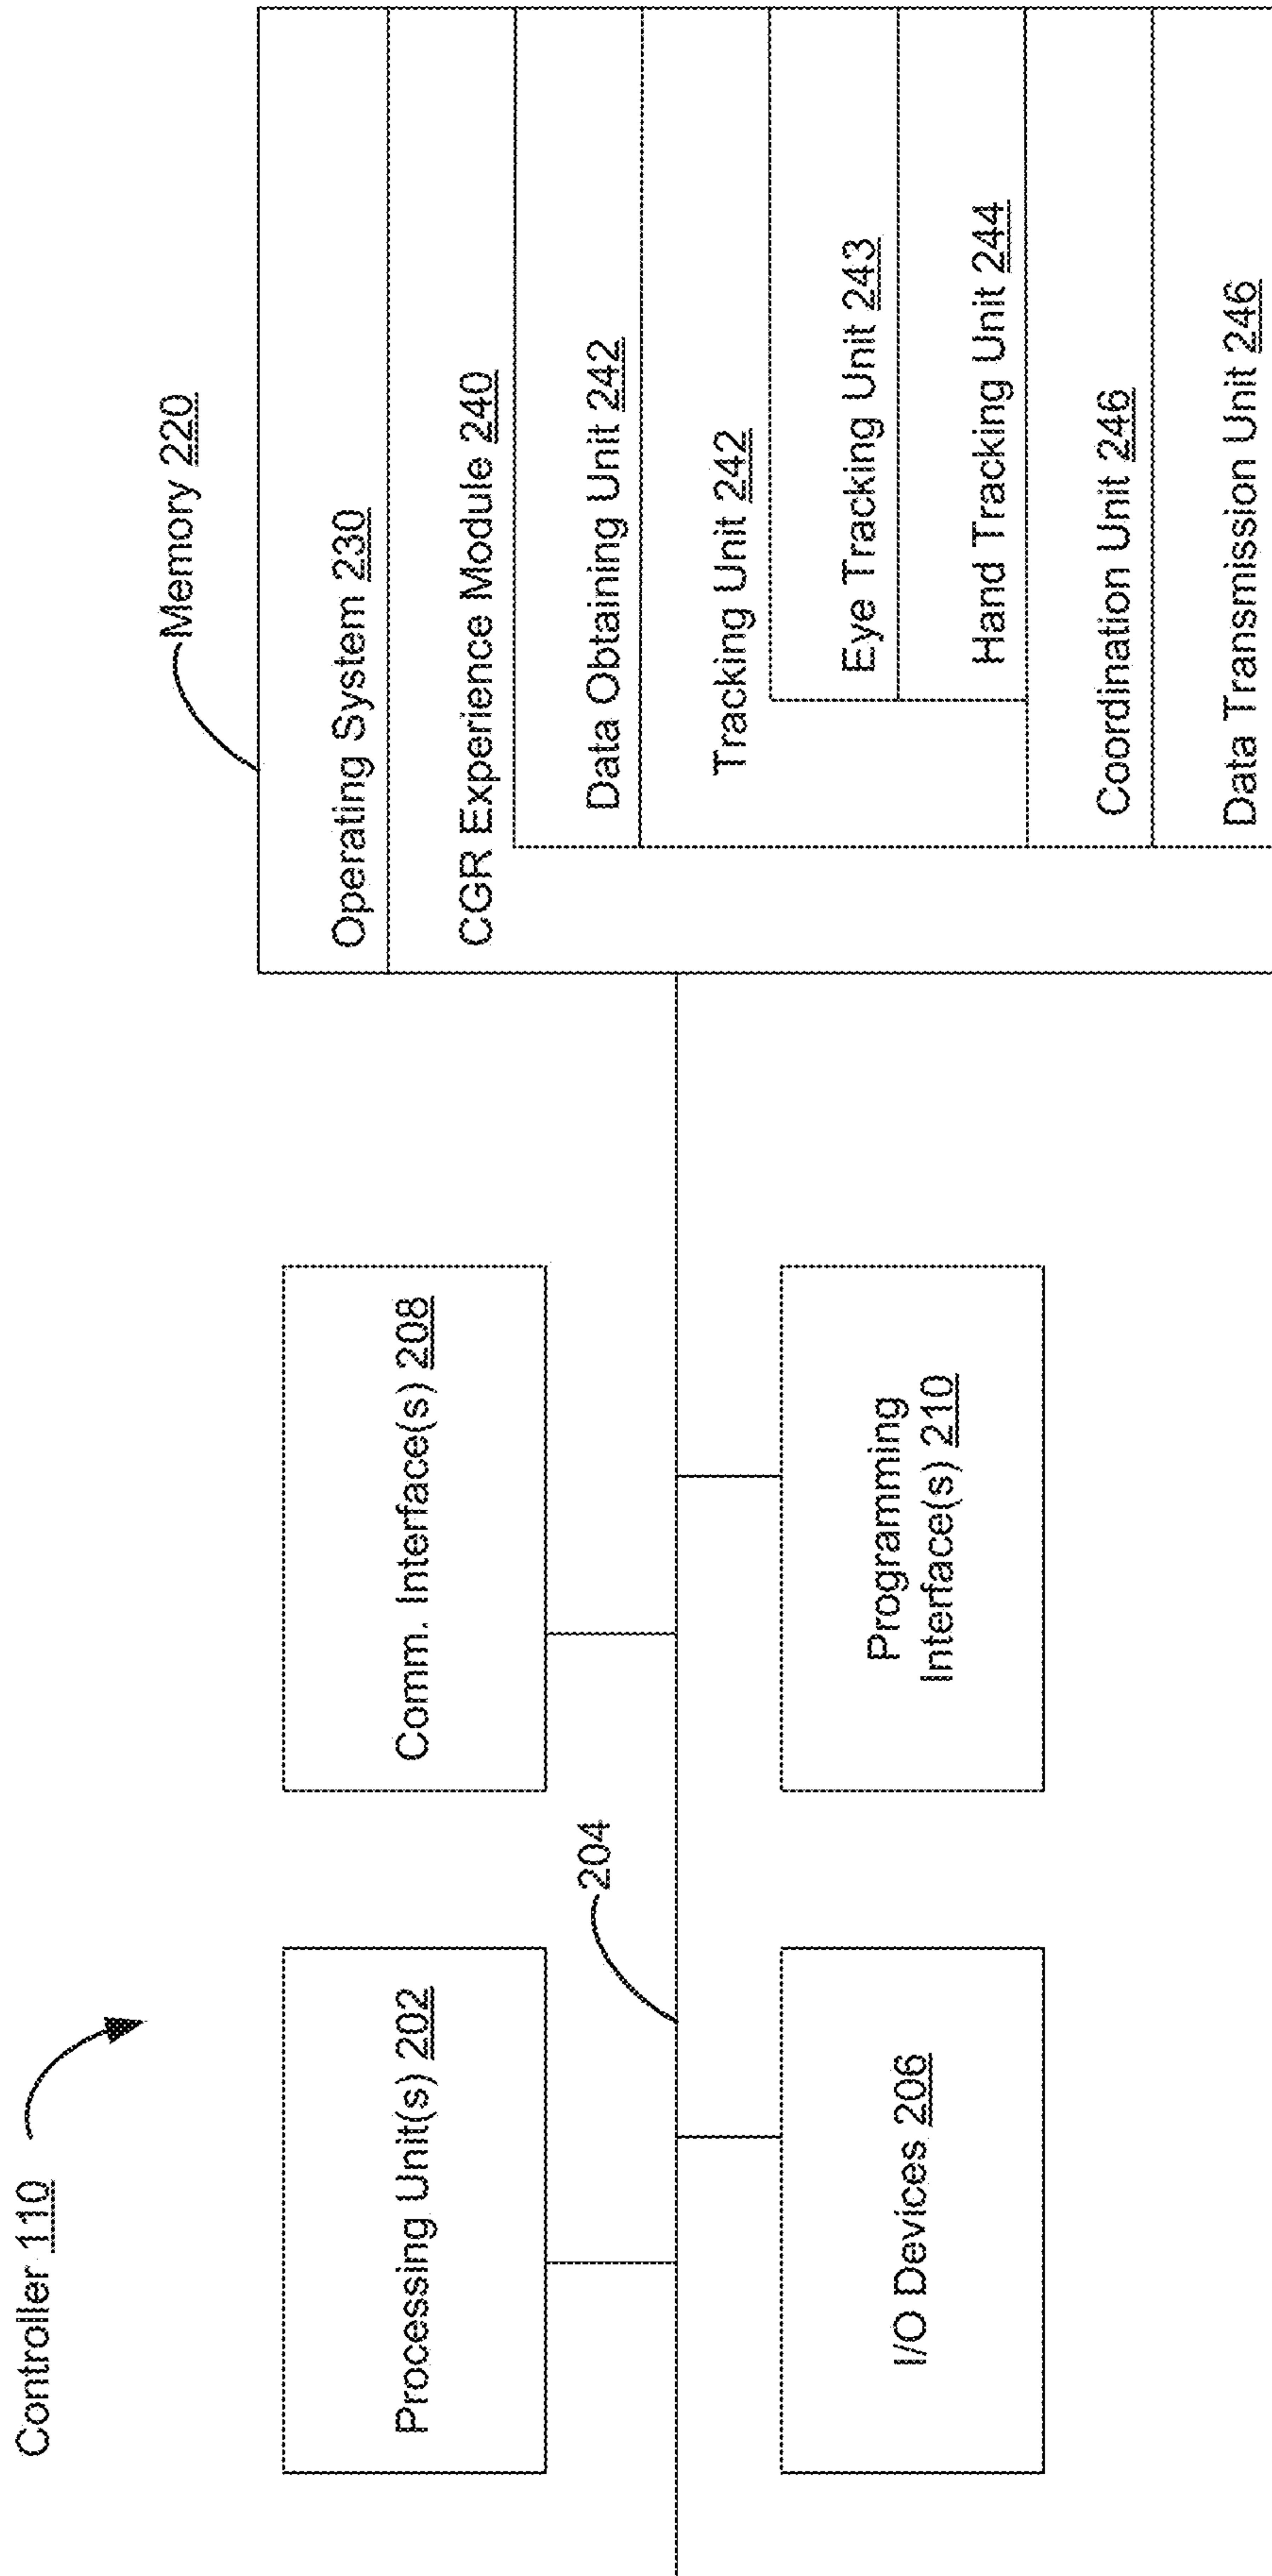 Controller 110
Processing Unit(s) 202
Comm. Interface(s) 208
204
I/O Devices 206
Programming
Interface(s) 210
Memory 220
Operating System 230
CGR Experience Module 240
Data Obtaining Unit 242
Tracking Unit 242
Eye Tracking Unit 243
Hand Tracking Unit 244
Coordination Unit 246
Data Transmission Unit 246